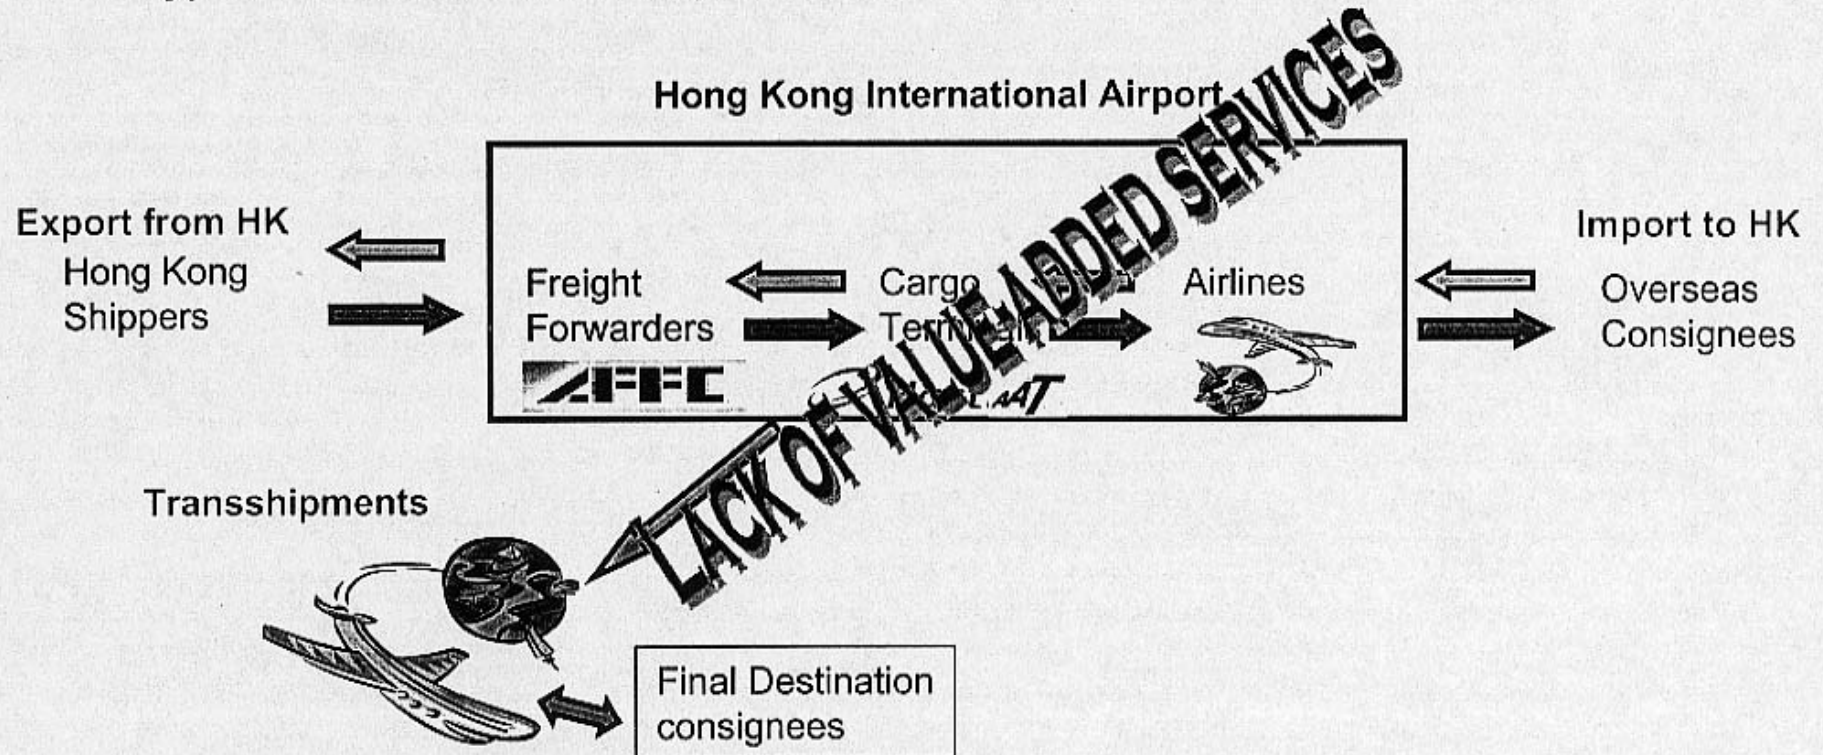 Hong Kong International Airport
LACK OF VALUE-ADDED SERVICES
Export from HK
Hong Kong
Shippers
Freight
Forwarders
AFFC
Cargo
Airlines
Import to HK
Overseas
Consignees
Transshipments
Final Destination
consignees